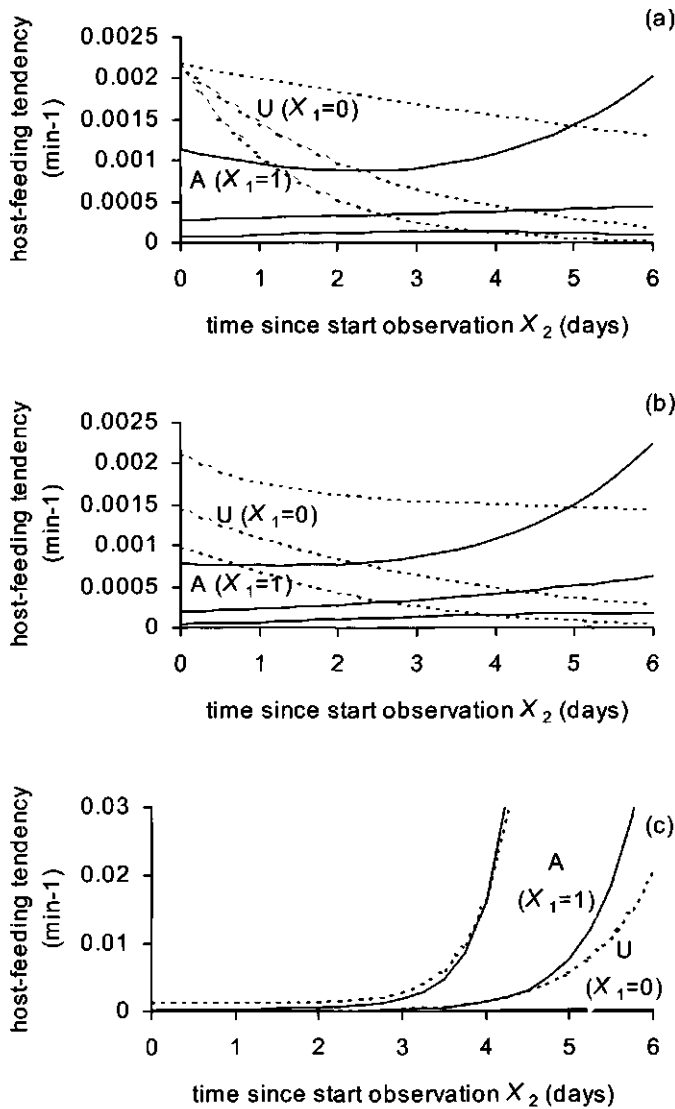 (a)
0.0025
0.002
0.0015
0.001
0.0005
0
U (X1=0)
A (X1=1)
host-feeding tendency
(min-1)
0 1 2 3 4 5 6
time since start observation X2 (days)
(b)
0.0025
0.002
0.0015
0.001
0.0005
0
U (X1=0)
A (X1=1)
host-feeding tendency
(min-1)
0 1 2 3 4 5 6
time since start observation X2 (days)
(c)
0.03
0.02
0.01
0
A
(X1=1)
U
(X1=0)
host-feeding tendency
(min-1)
0 1 2 3 4 5 6
time since start observation X2 (days)